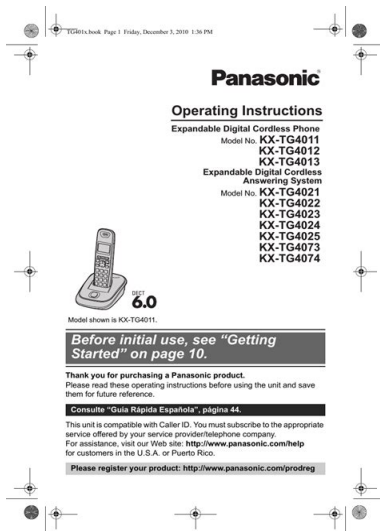 TG401x.book Page 1 Friday, December 3, 2010 1:36 PM
Panasonic®
Operating Instructions
Expandable Digital Cordless Phone
Model No. KX-TG4011
KX-TG4012
KX-TG4013
Expandable Digital Cordless
Answering System
Model No. KX-TG4021
KX-TG4022
KX-TG4023
KX-TG4024
KX-TG4025
KX-TG4073
KX-TG4074
DECT
6.0
Model shown is KX-TG4011.
Before initial use, see “Getting
Started” on page 10.
Thank you for purchasing a Panasonic product.
Please read these operating instructions before using the unit and save
them for future reference.
Consulte “Guía Rápida Española”, página 44.
This unit is compatible with Caller ID. You must subscribe to the appropriate
service offered by your service provider/telephone company.
For assistance, visit our Web site: http://www.panasonic.com/help
for customers in the U.S.A. or Puerto Rico.
Please register your product: http://www.panasonic.com/prodreg